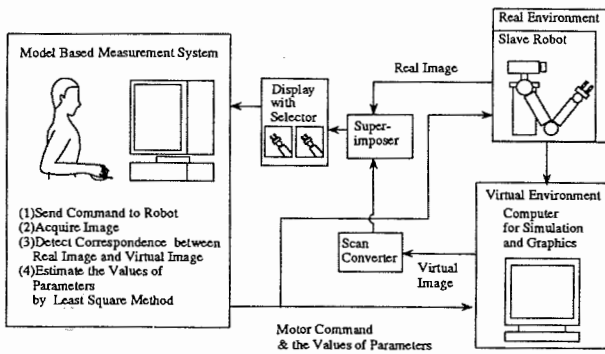 Model Based Measurement System
(1)Send Command to Robot
(2)Acquire Image
(3)Detect Correspondence between
Real Image and Virtual Image
(4)Estimate the Values of
Parameters
by Least Square Method
Display
with
Selector
Real Image
Super-
imposer
Scan
Converter
Virtual
Image
Motor Command
& the Values of Parameters
Real Environment
Slave Robot
Virtual Environment
Computer
for Simulation
and Graphics